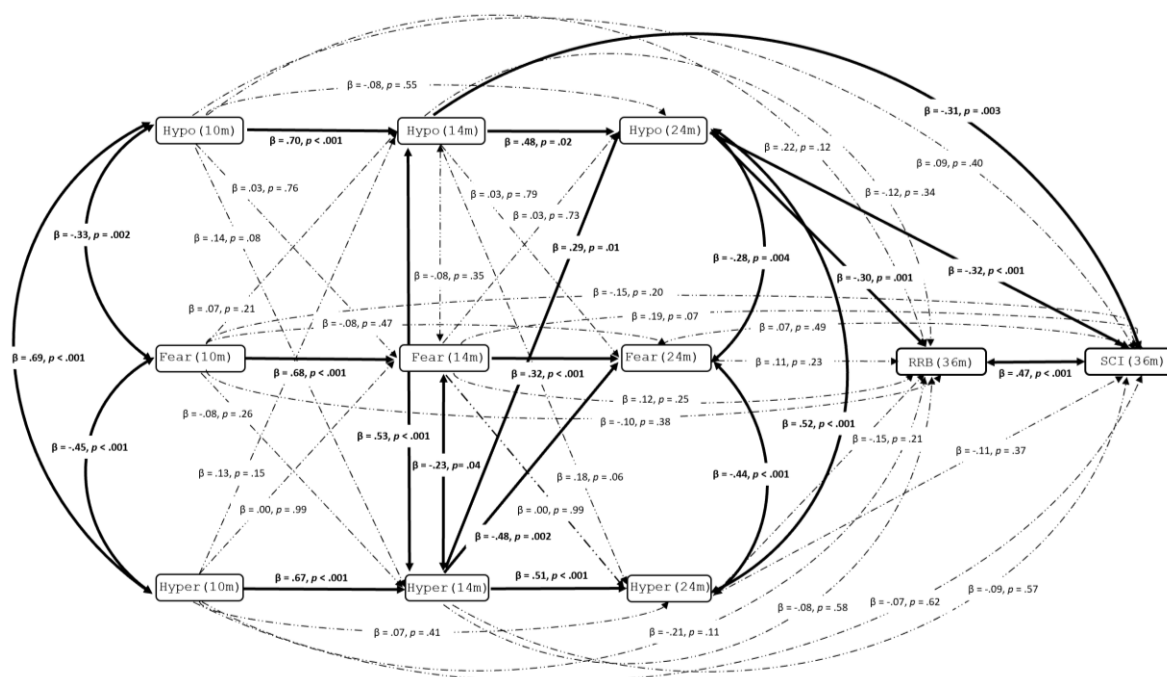 β = -.08, p = .55
Hypo(10m)
Hypo(14m)
Hypo(24m)
β = .70, p < .001
β = .48, p = .02
β = -.31, p = .003
β = .22, p = .12
β = .09, p = .40
β = .03, p = .76
β = .03, p = .79
β = -.12, p = .34
β = .03, p = .73
β = -.33, p = .002
β = .14, p = .08
β = .29, p = .01
β = -.28, p = .004
β = -.08, p = .35
β = -.30, p = .001
β = -.32, p < .001
β = -.15, p = .20
β = .07, p = .21
β = -.08, p = .47
β = .19, p = .07
β = .07, p = .49
Fear(10m)
Fear(14m)
Fear(24m)
RRB(36m)
SCI(36m)
β = .69, p < .001
β = .68, p < .001
β = .32, p < .001
β = .11, p = .23
β = .47, p < .001
β = -.08, p = .26
β = .12, p = .25
β = -.10, p = .38
β = .52, p < .001
β = -.45, p < .001
β = .53, p < .001
β = -.15, p = .21
β = -.23, p= .04
β = -.44, p < .001
β = -.11, p = .37
β = .13, p = .15
β = .18, p = .06
β = .00, p = .99
β = .00, p = .99
β = -.48, p = .002
Hyper(10m)
Hyper(14m)
Hyper(24m)
β = .67, p < .001
β = .51, p < .001
β = -.09, p = .57
β = -.07, p = .62
β = -.08, p = .58
β = .07, p = .41
β = -.21, p = .11